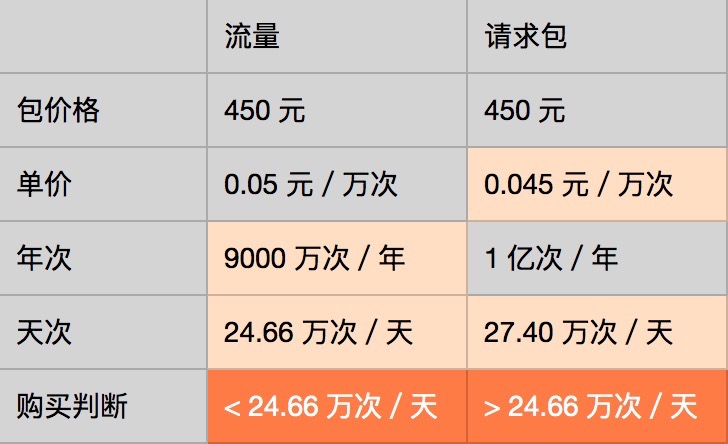 流量 请求包
包价格 450 元 450 元
单价 0.05 元 / 万次 0.045 元 / 万次
年次 9000 万次 / 年 1 亿次 / 年
天次 24.66 万次 / 天 27.40 万次 / 天
购买判断 < 24.66 万次 / 天 > 24.66 万次 / 天